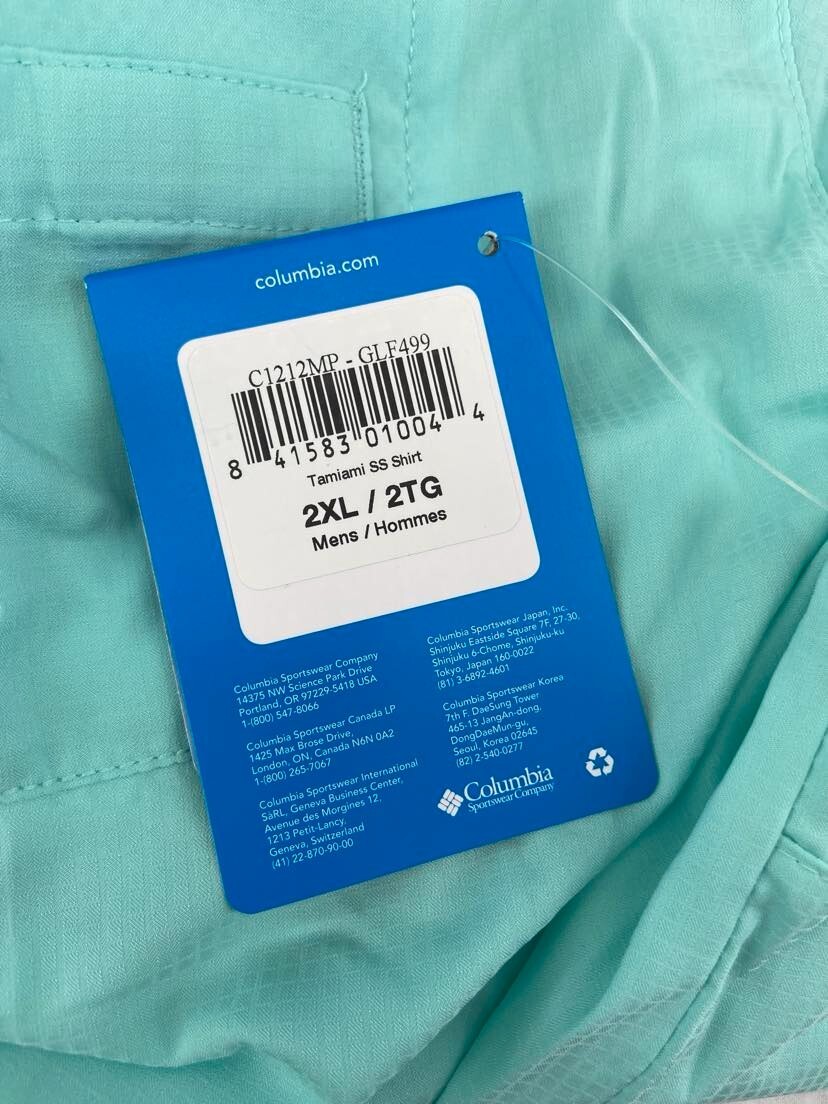 columbia.com
C1212MP - GLF499
8 41583 01004 4
Tamiami SS Shirt
2XL / 2TG
Mens / Hommes
Columbia Sportswear Company
14375 NW Science Park Drive
Portland, OR 97229-5418 USA
1-(800) 547-8066
Columbia Sportswear Canada LP
1425 Max Brose Drive,
London, ON, Canada N6N 0A2
1-(800) 265-7067
Columbia Sportswear International
SàRL, Geneva Business Center,
Avenue des Morgines 12,
1213 Petit-Lancy,
Geneva, Switzerland
(41) 22-870-90-00
Columbia Sportswear Japan, Inc.
Shinjuku Eastside Square 7F, 27-30,
Shinjuku 6-Chome, Shinjuku-ku
Tokyo, Japan 160-0022
(81) 3-6892-4601
Columbia Sportswear Korea
7th F. DaeSung Tower
465-13 JangAn-dong,
DongDaeMun-gu,
Seoul, Korea 02645
(82) 2-540-0277
Columbia
Sportswear Company